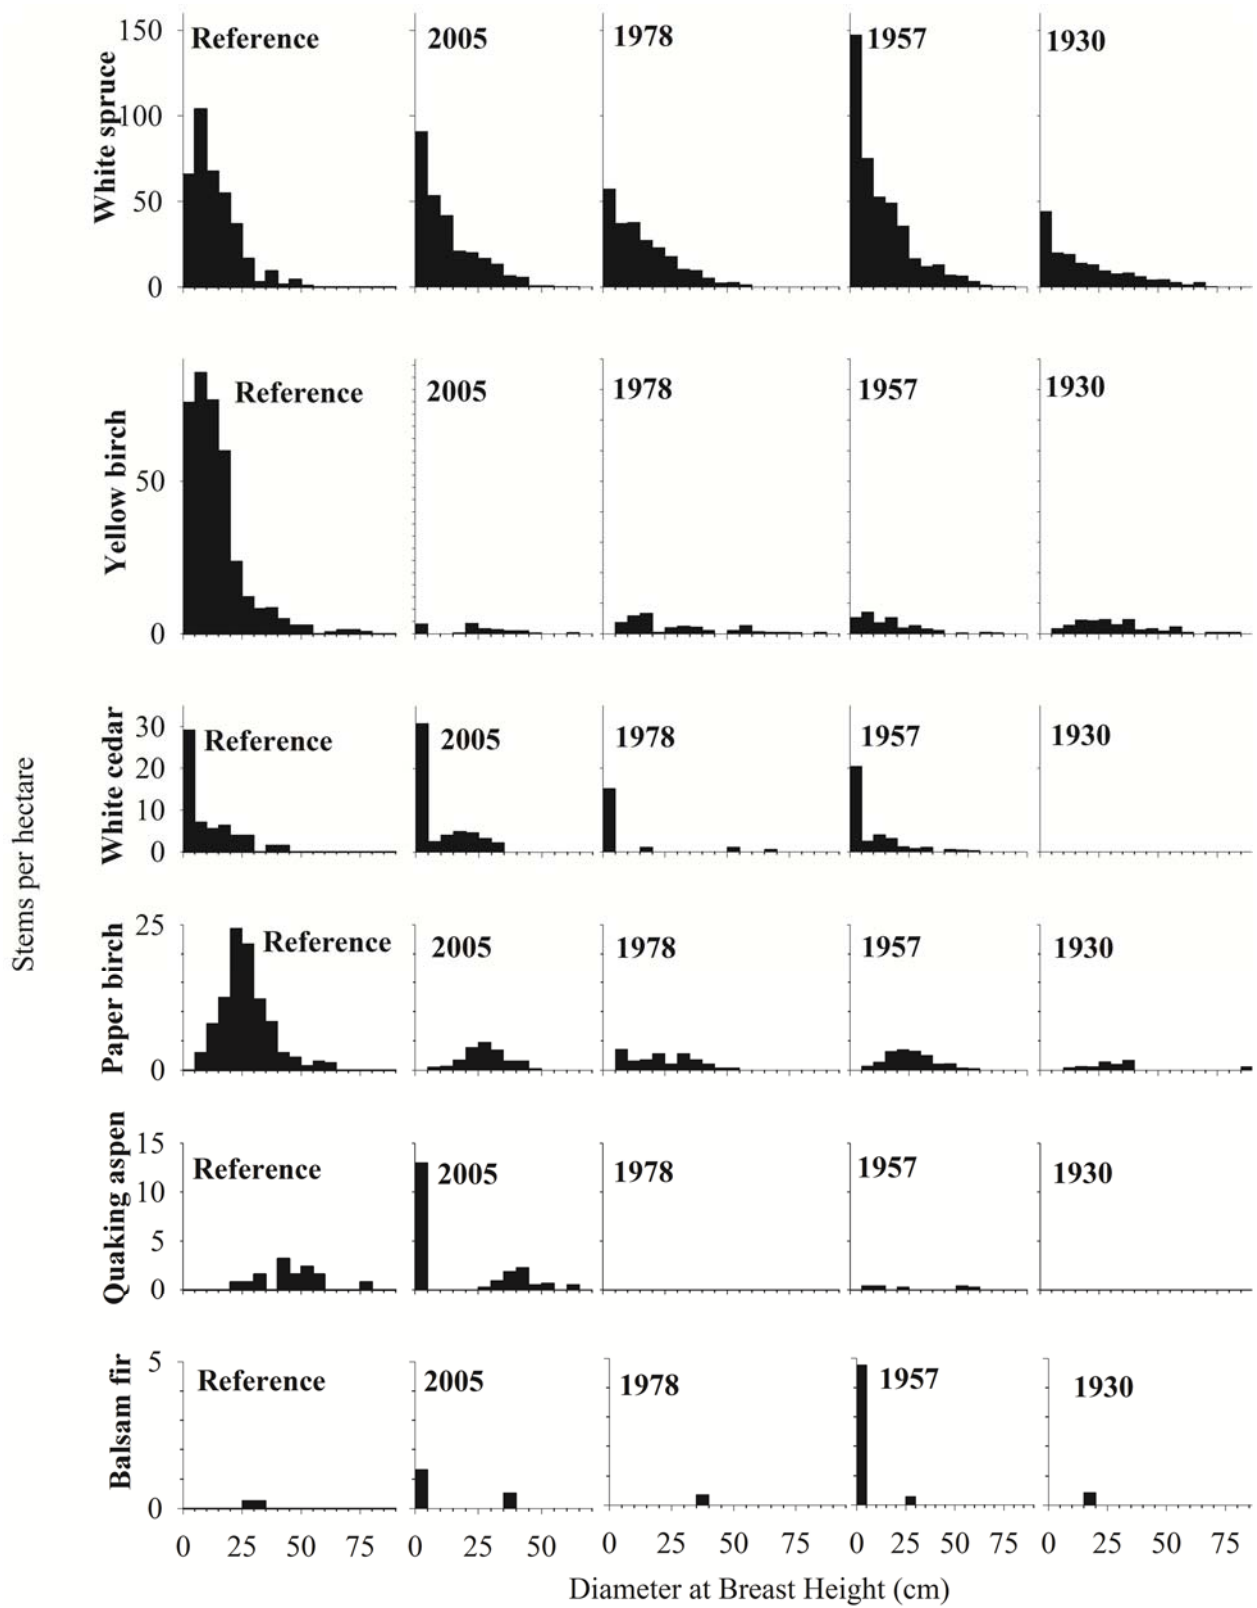 White spruce
150
100
50
0
Reference
2005
1978
1957
1930
Yellow birch
50
0
Reference
2005
1978
1957
1930
Stems per hectare
White cedar
30
20
10
0
Reference
2005
1978
1957
1930
Paper birch
25
0
Reference
2005
1978
1957
1930
Quaking aspen
15
10
5
0
Reference
2005
1978
1957
1930
Balsam fir
5
0
Reference
2005
1978
1957
1930
0 25 50 75 0 25 50 0 25 50 75 0 25 50 75 0 25 50 75
Diameter at Breast Height (cm)